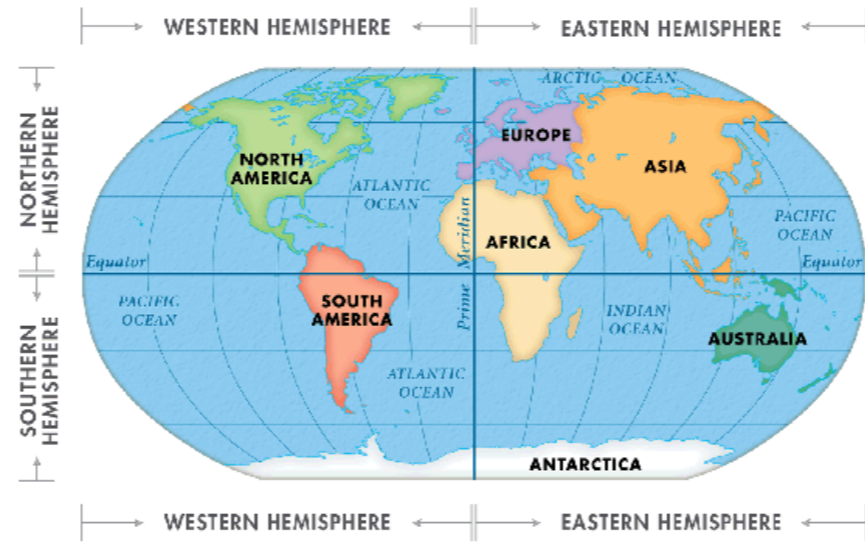 WESTERN HEMISPHERE
EASTERN HEMISPHERE
NORTHERN
HEMISPHERE
SOUTHERN
HEMISPHERE
ARCTIC OCEAN
EUROPE
NORTH
AMERICA
ASIA
ATLANTIC
OCEAN
PACIFIC
OCEAN
AFRICA
Prime Meridian
Equator
Equator
PACIFIC
OCEAN
SOUTH
AMERICA
INDIAN
OCEAN
AUSTRALIA
ATLANTIC
OCEAN
ANTARCTICA
WESTERN HEMISPHERE
EASTERN HEMISPHERE